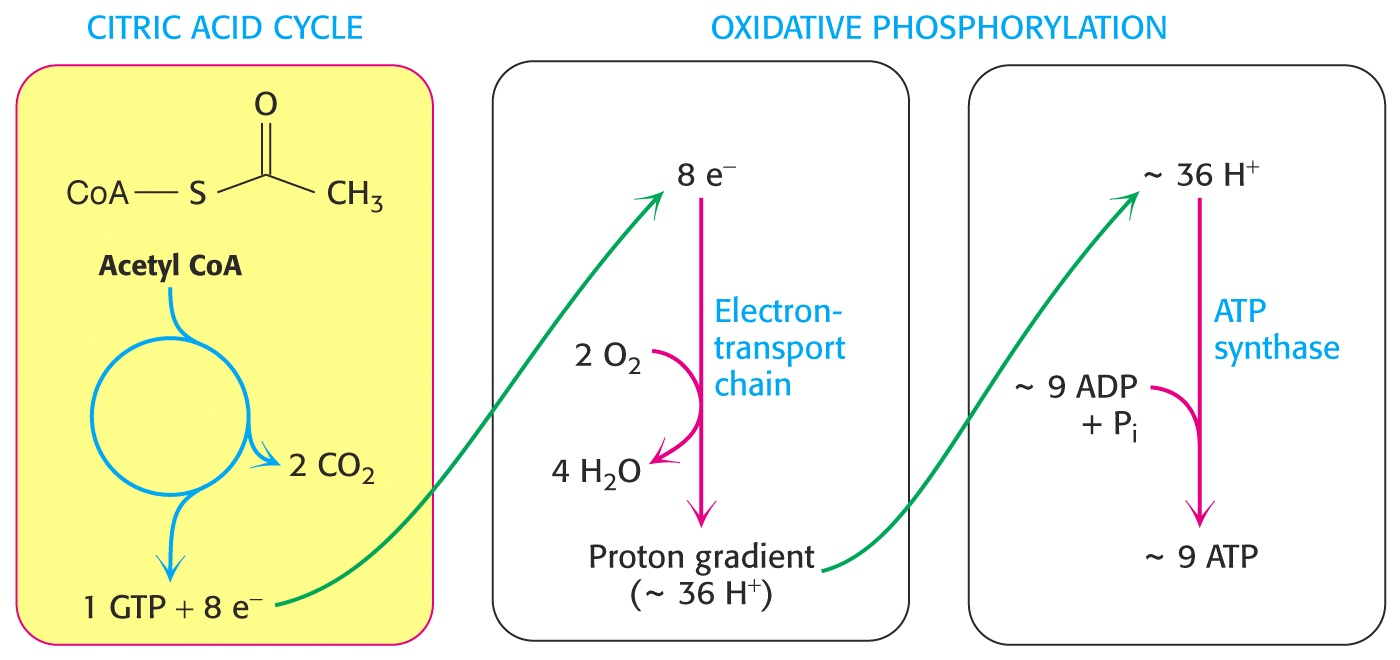 CITRIC ACID CYCLE
O
CoA — S CH₃
Acetyl CoA
2 CO₂
1 GTP + 8 e⁻
OXIDATIVE PHOSPHORYLATION
8 e⁻
Electron-
transport
chain
2 O₂
4 H₂O
Proton gradient
(~ 36 H⁺)
~ 36 H⁺
ATP
synthase
~ 9 ADP
+ Pᵢ
~ 9 ATP